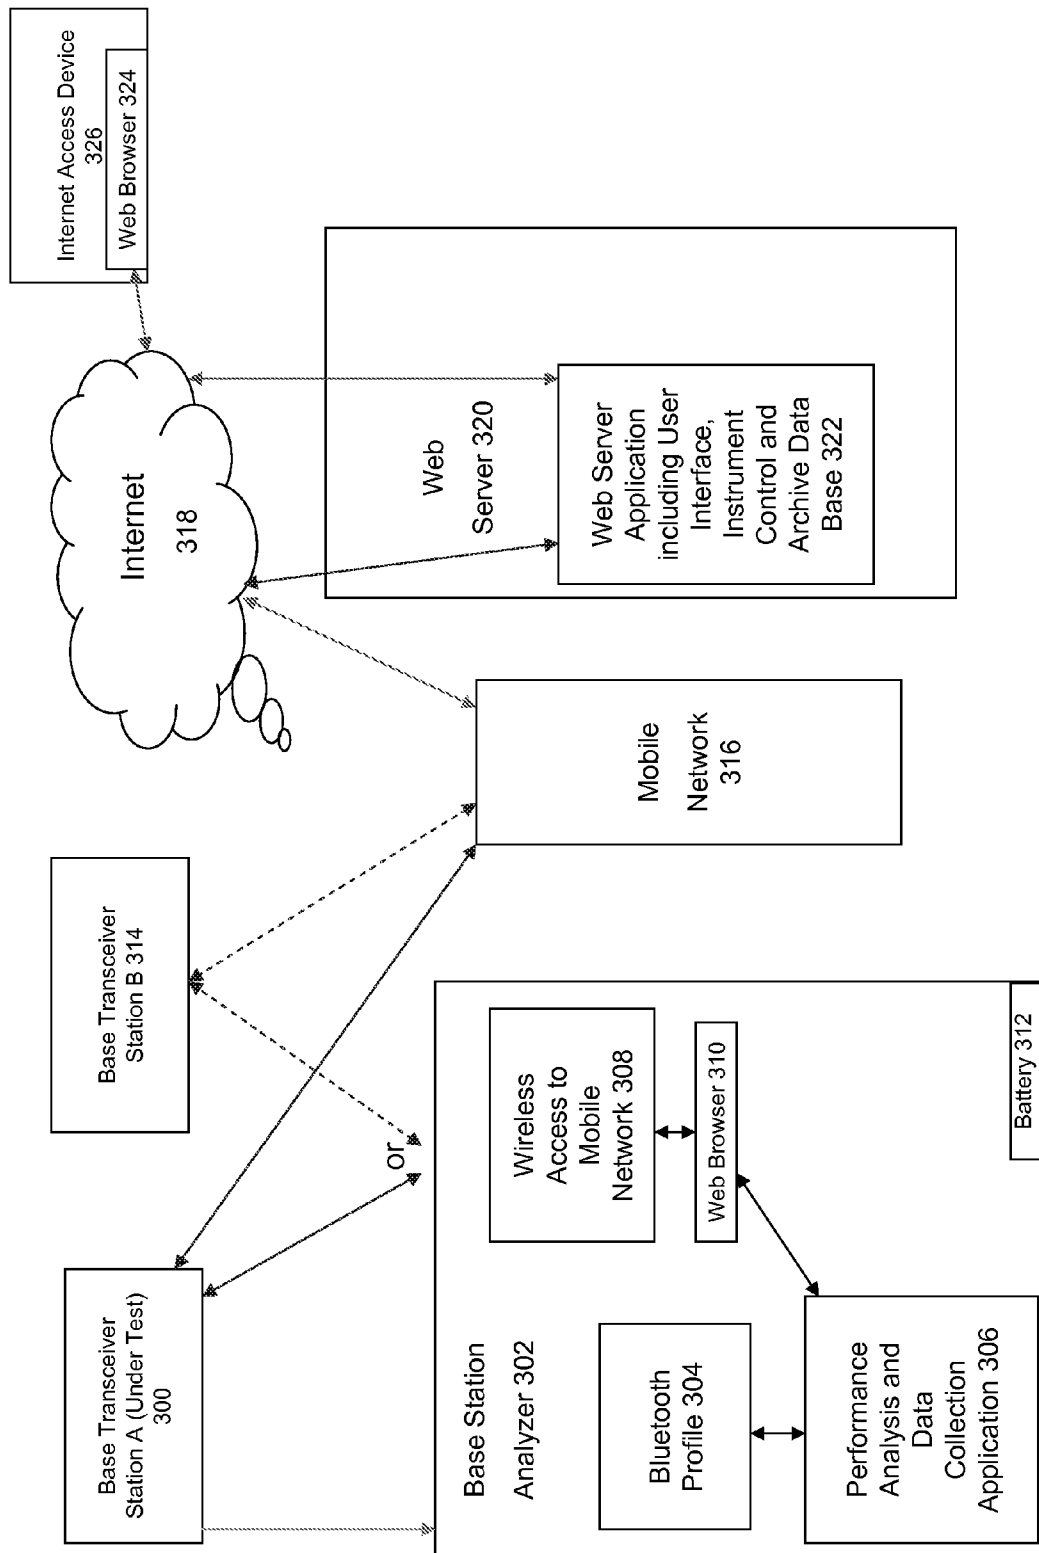 Base Transceiver
Station A (Under Test)
300
Base Transceiver
Station B 314
Internet
318
Internet Access Device
326
Web Browser 324
or
Base Station
Analyzer 302
Bluetooth
Profile 304
Performance
Analysis and
Data
Collection
Application 306
Wireless
Access to
Mobile
Network 308
Web Browser 310
Battery 312
Mobile
Network
316
Web
Server 320
Web Server
Application
including User
Interface,
Instrument
Control and
Archive Data
Base 322